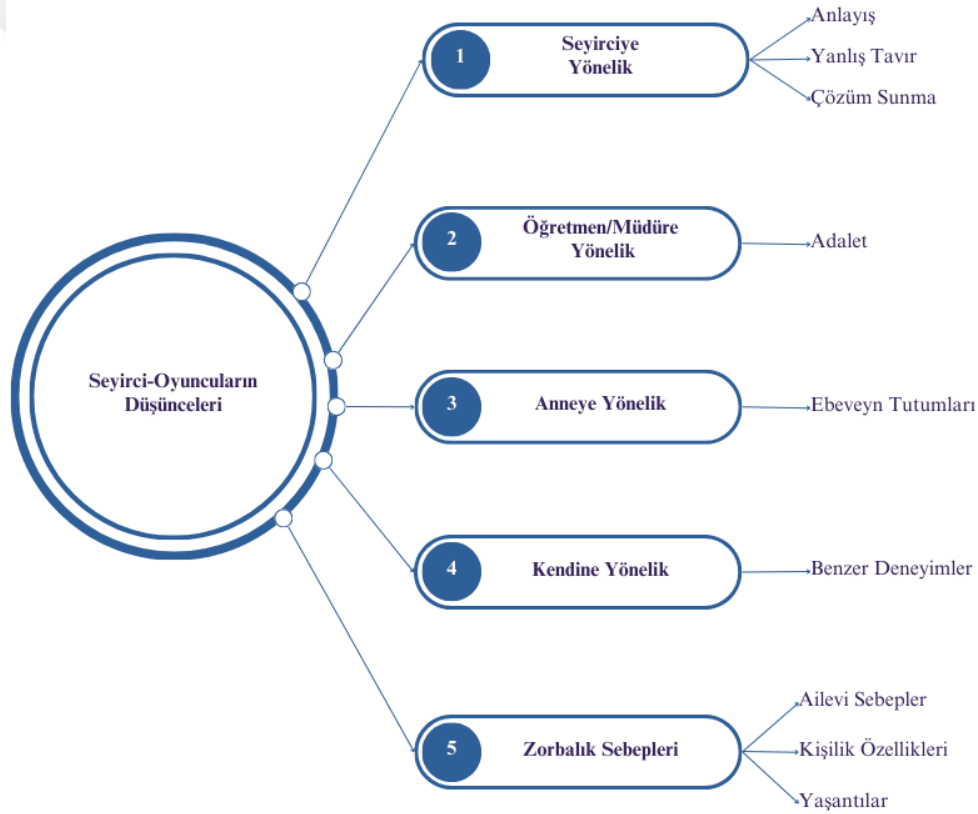 Seyirci-Oyuncuların
Düşünceleri
1
Seyirciye
Yönelik
Anlayış
Yanlış Tavır
Çözüm Sunma
2
Öğretmen/Müdüre
Yönelik
Adalet
3
Anneye Yönelik
Ebeveyn Tutumları
4
Kendine Yönelik
Benzer Deneyimler
5
Zorbalık Sebepleri
Ailevi Sebepler
Kişilik Özellikleri
Yaşantılar